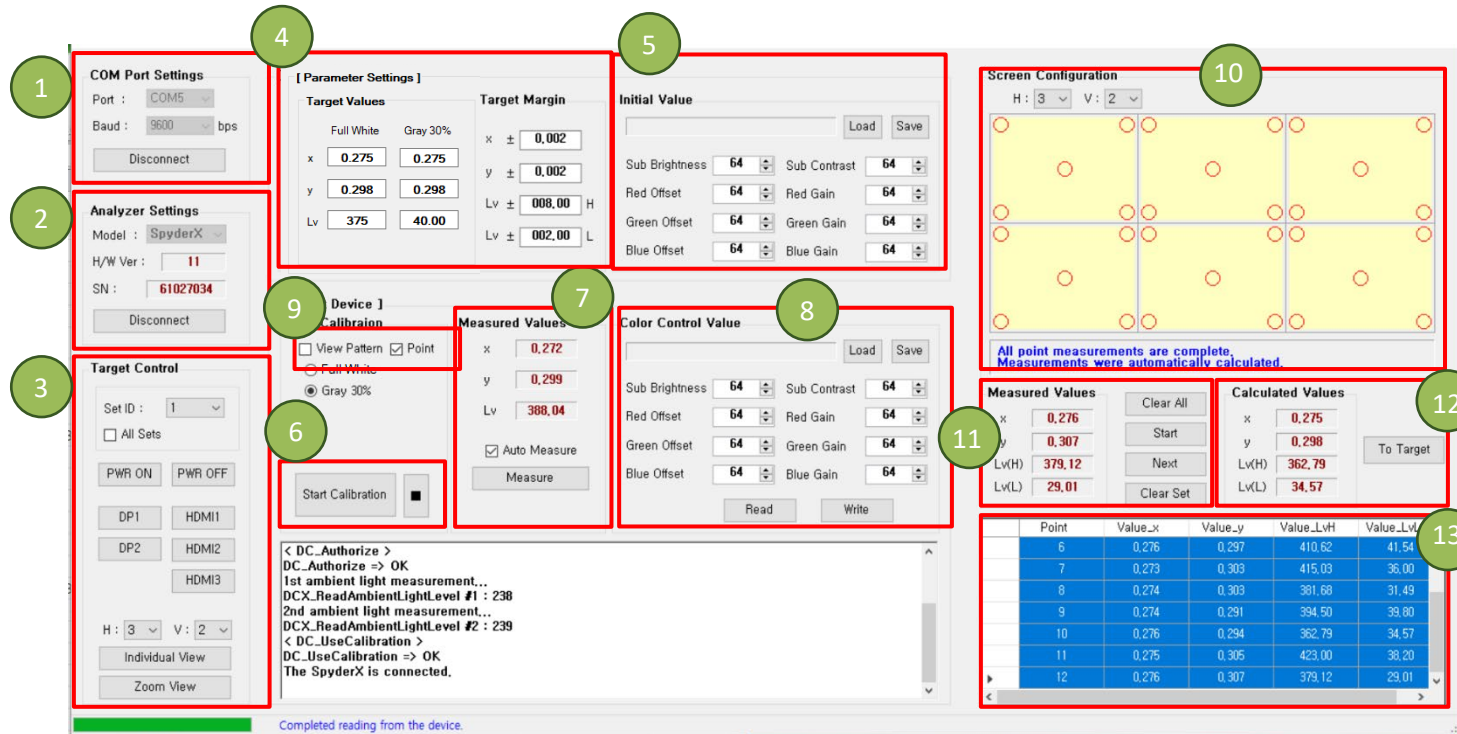 1
COM Port Settings
Port : COM5
Baud : 9600 bps
Disconnect
2
Analyzer Settings
Model : SpyderX
H/W Ver : 11
SN : 61027034
Disconnect
3
Target Control
Set ID : 1
All Sets
PWR ON PWR OFF
DP1 HDMI1
DP2 HDMI2
HDMI3
H : 3 V : 2
Individual View
Zoom View
4
[ Parameter Settings ]
Target Values
Full White Gray 30%
x 0.275 0.275
y 0.298 0.298
Lv 375 40.00
Target Margin
x ± 0,002
y ± 0,002
Lv ± 008,00 H
Lv ± 002,00 L
5
Initial Value
Load Save
Sub Brightness 64 Sub Contrast 64
Red Offset 64 Red Gain 64
Green Offset 64 Green Gain 64
Blue Offset 64 Blue Gain 64
9
Device ]
Calibraion
View Pattern Point
Full White
Gray 30%
6
Start Calibration
7
Measured Values
x 0,272
y 0,299
Lv 388,04
Auto Measure
Measure
8
Color Control Value
Load Save
Sub Brightness 64 Sub Contrast 64
Red Offset 64 Red Gain 64
Green Offset 64 Green Gain 64
Blue Offset 64 Blue Gain 64
Read Write
< DC_Authorize >
DC_Authorize => OK
1st ambient light measurement,,,
DCX_ReadAmbientLightLevel #1 : 238
2nd ambient light measurement,,,
DCX_ReadAmbientLightLevel #2 : 239
< DC_UseCalibration >
DC_UseCalibration => OK
The SpyderX is connected,
10
Screen Configuration
H : 3 V : 2
All point measurements are complete,
Measurements were automatically calculated,
11
Measured Values
x 0,276
y 0,307
Lv(H) 379,12
Lv(L) 29,01
Clear All
Start
Next
Clear Set
12
Calculated Values
x 0,275
y 0,298
Lv(H) 362,79
Lv(L) 34,57
To Target
13
Point Value_x Value_y Value_LvH Value_LvL
6 0,276 0,297 410,62 41,54
7 0,273 0,303 415,03 36,00
8 0,274 0,303 381,68 31,49
9 0,274 0,291 394,50 39,80
10 0,276 0,294 362,79 34,57
11 0,275 0,305 423,00 38,20
12 0,276 0,307 379,12 29,01
Completed reading from the device.